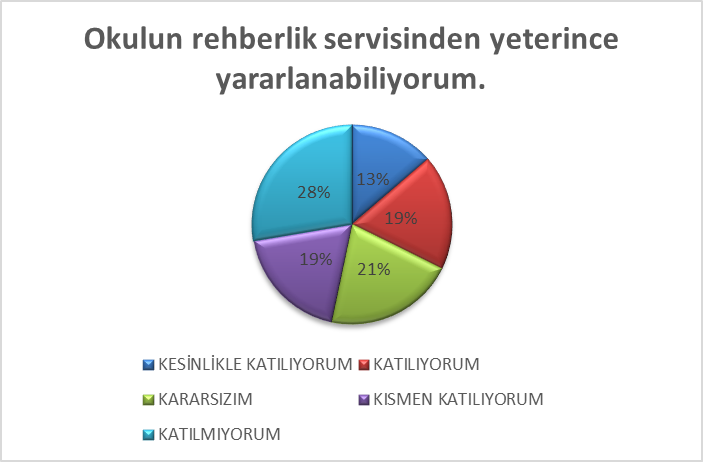 Okulun rehberlik servisinden yeterince
yararlanabiliyorum.
13%
19%
21%
19%
28%
KESİNLİKLE KATILIYORUM
KATILIYORUM
KARARSIZIM
KISMEN KATILIYORUM
KATILMIYORUM